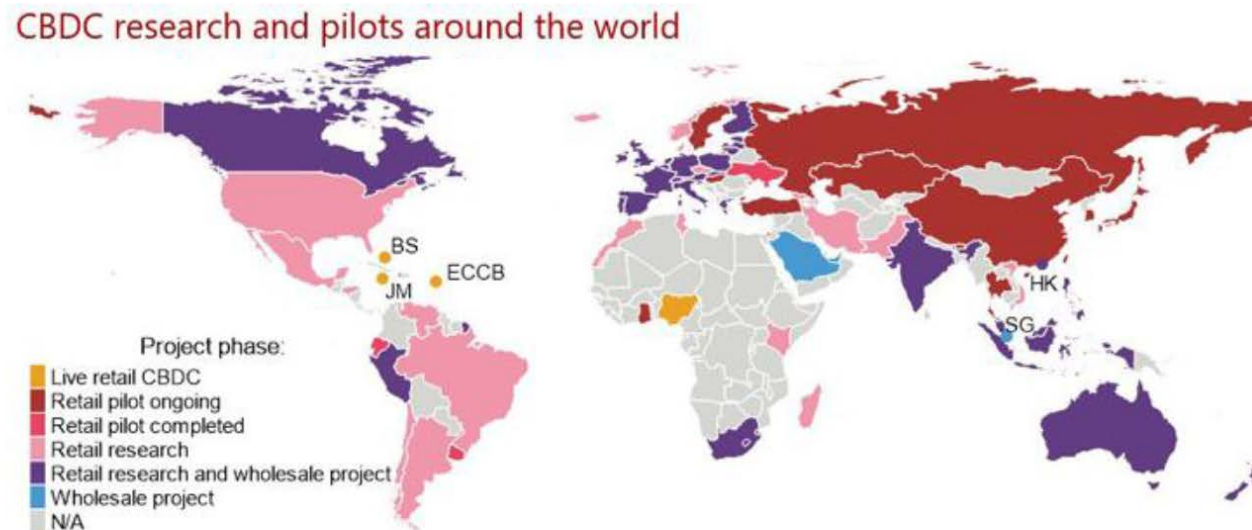 CBDC research and pilots around the world
BS
ECCB
JM
HK
SG
Project phase:
Live retail CBDC
Retail pilot ongoing
Retail pilot completed
Retail research
Retail research and wholesale project
Wholesale project
N/A